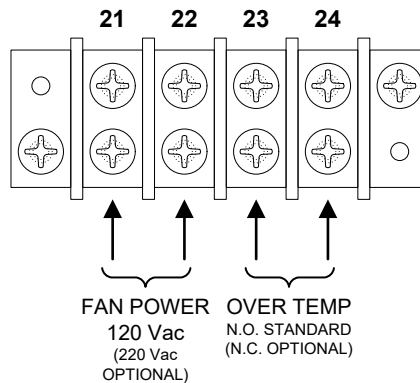 21 22 23 24
FAN POWER
120 Vac
(220 Vac
OPTIONAL)
OVER TEMP
N.O. STANDARD
(N.C. OPTIONAL)